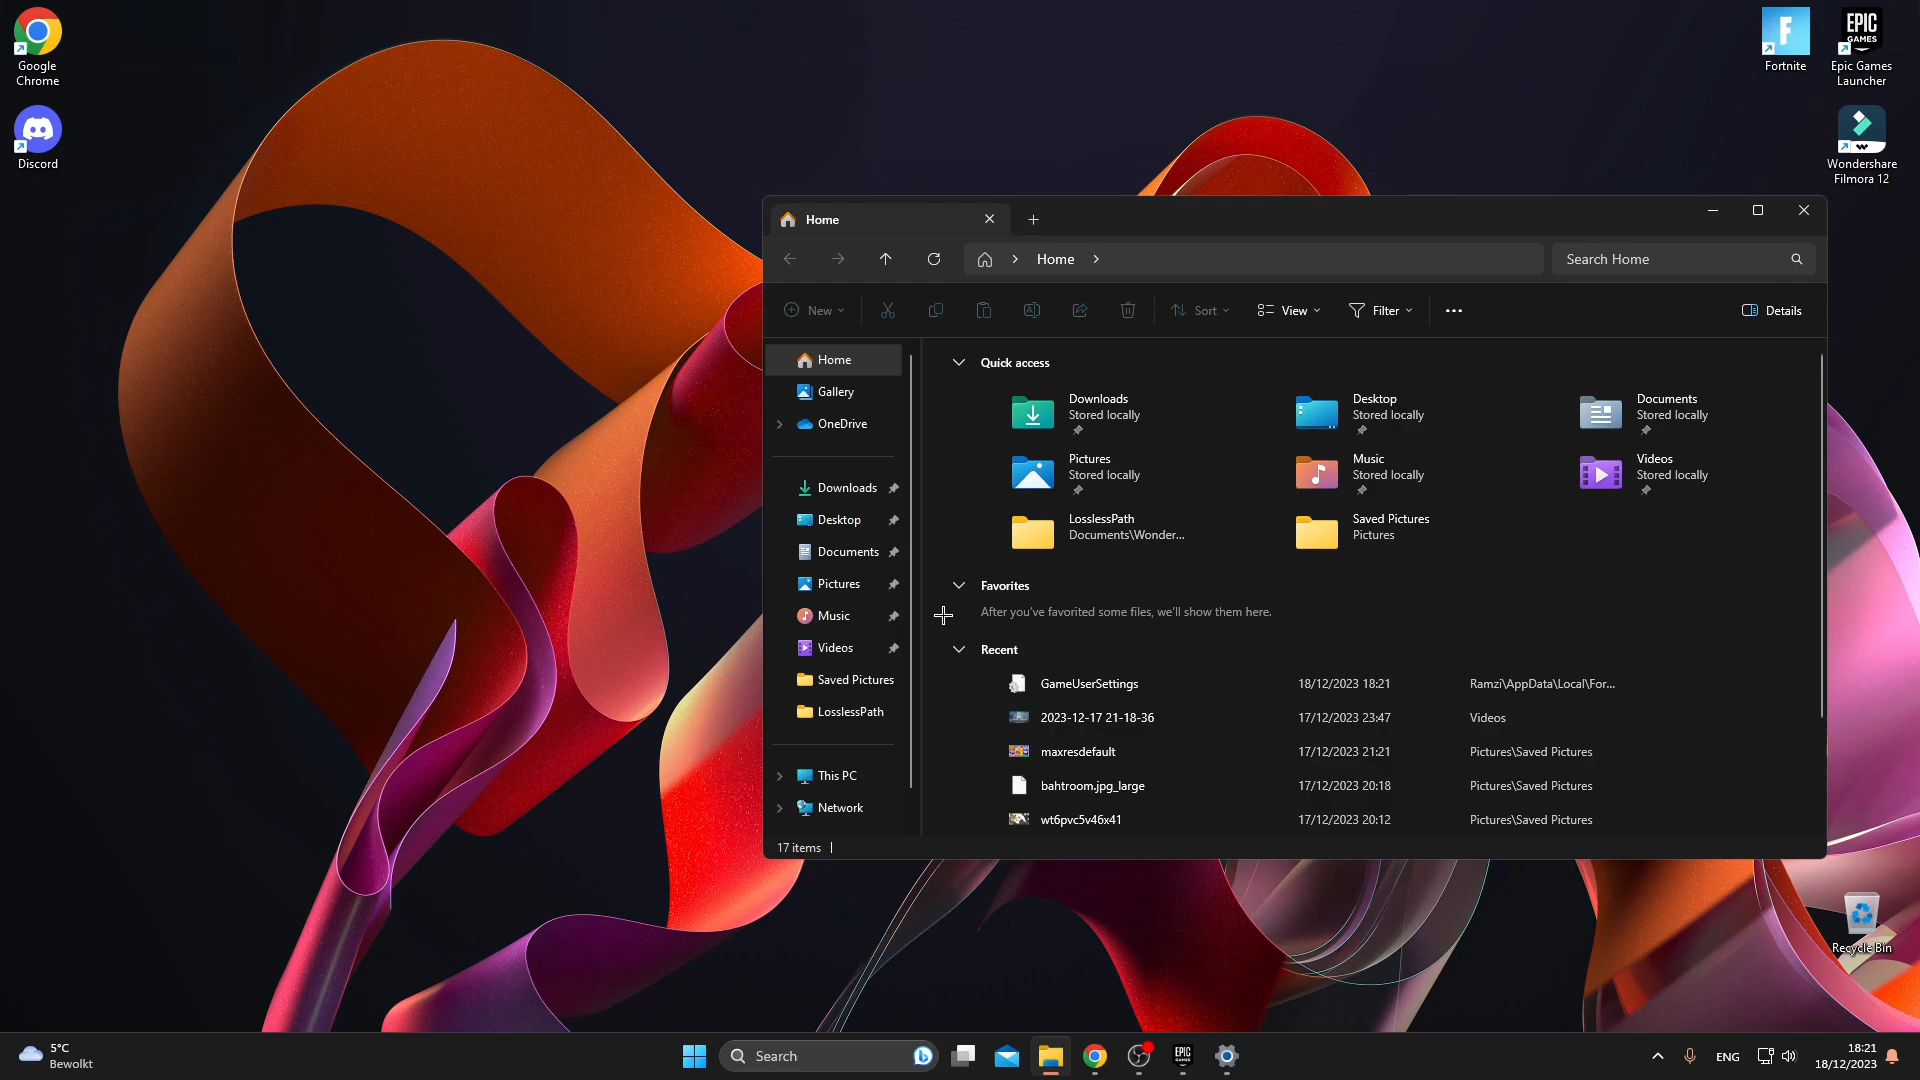 Google
Chrome
Discord
Fortnite
EPIC
GAMES
Epic Games
Launcher
Wondershare
Filmora 12
Home
Home
Search Home
New
Sort
View
Filter
Details
Home
Gallery
OneDrive
Downloads
Desktop
Documents
Pictures
Music
Videos
Saved Pictures
LosslessPath
This PC
Network
Quick access
Downloads
Stored locally
Desktop
Stored locally
Documents
Stored locally
Pictures
Stored locally
Music
Stored locally
Videos
Stored locally
LosslessPath
Documents\Wonder...
Saved Pictures
Pictures
Favorites
After you've favorited some files, we'll show them here.
Recent
GameUserSettings 18/12/2023 18:21 Ramzi\AppData\Local\For...
2023-12-17 21-18-36 17/12/2023 23:47 Videos
maxresdefault 17/12/2023 21:21 Pictures\Saved Pictures
bahtroom.jpg_large 17/12/2023 20:18 Pictures\Saved Pictures
wt6pvc5v46x41 17/12/2023 20:12 Pictures\Saved Pictures
17 items
Recycle Bin
5°C
Bewolkt
Search
EPIC
GAMES
ENG
18:21
18/12/2023